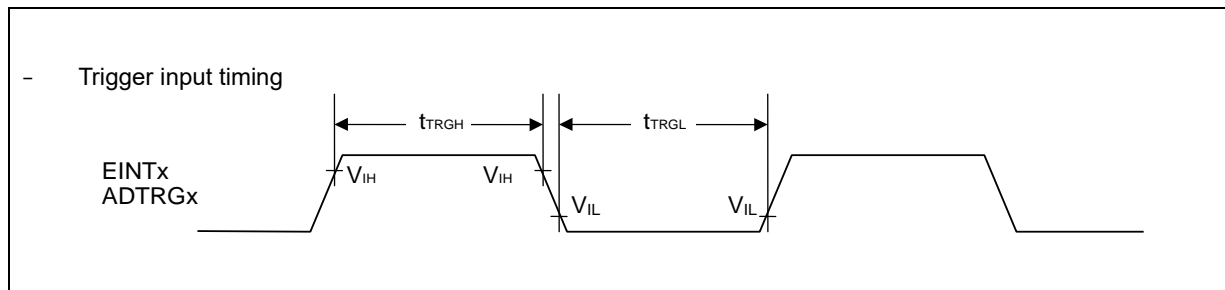 – Trigger input timing
tTRGH
tTRGL
EINTx
ADTRGx
VIH
VIH
VIL
VIL